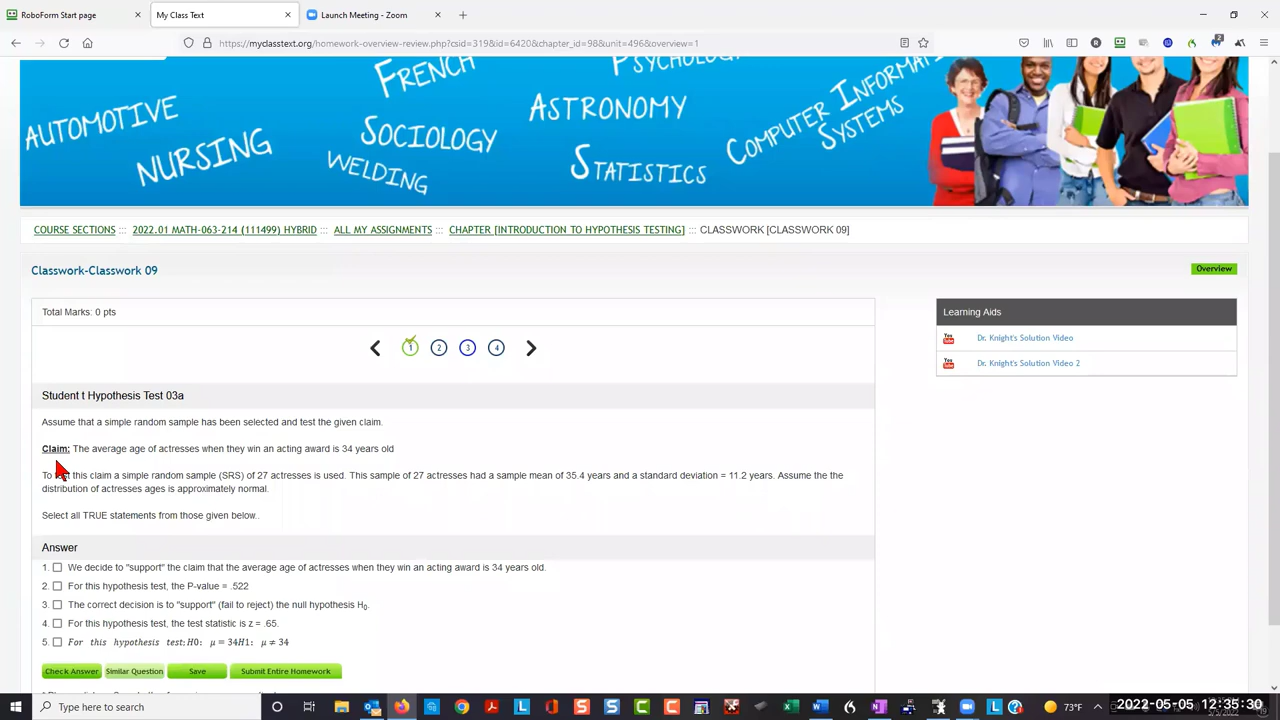 RoboForm Start page
My Class Text
Launch Meeting - Zoom
https://myclasstext.org/homework-overview-review.php?csid=319&id=6420&chapter_id=98&unit=496&overview=1
FRENCH
PSYCHOLOGY
AUTOMOTIVE
ASTRONOMY
COMPUTER INFORMATION SYSTEMS
NURSING
SOCIOLOGY
WELDING
STATISTICS
COURSE SECTIONS ::: 2022.01 MATH-063-214 (111499) HYBRID ::: ALL MY ASSIGNMENTS ::: CHAPTER [INTRODUCTION TO HYPOTHESIS TESTING] ::: CLASSWORK [CLASSWORK 09]
Classwork-Classwork 09
Overview
Total Marks: 0 pts
Learning Aids
1 2 3 4
You Tube Dr. Knight's Solution Video
You Tube Dr. Knight's Solution Video 2
Student t Hypothesis Test 03a
Assume that a simple random sample has been selected and test the given claim.
Claim: The average age of actresses when they win an acting award is 34 years old
To this claim a simple random sample (SRS) of 27 actresses is used. This sample of 27 actresses had a sample mean of 35.4 years and a standard deviation = 11.2 years. Assume the the
distribution of actresses ages is approximately normal.
Select all TRUE statements from those given below..
Answer
1. We decide to "support" the claim that the average age of actresses when they win an acting award is 34 years old.
2. For this hypothesis test, the P-value = .522
3. The correct decision is to "support" (fail to reject) the null hypothesis H0.
4. For this hypothesis test, the test statistic is z = .65.
5. For this hypothesis test; H0: μ = 34H1: μ ≠ 34
Check Answer Similar Question Save Submit Entire Homework
Type here to search
73°F
2022-05-05 12:35:30